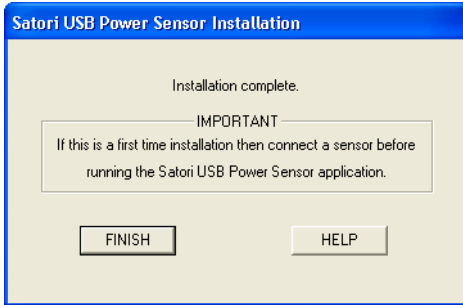 Satori USB Power Sensor Installation
Installation complete.
IMPORTANT
If this is a first time installation then connect a sensor before
running the Satori USB Power Sensor application.
FINISH HELP